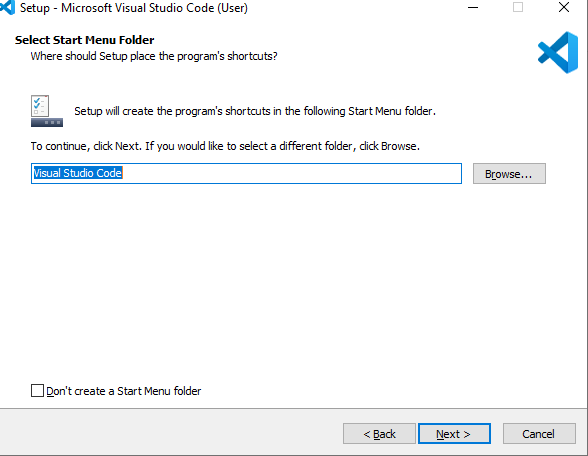 Setup - Microsoft Visual Studio Code (User)
Select Start Menu Folder
Where should Setup place the program's shortcuts?
Setup will create the program's shortcuts in the following Start Menu folder.
To continue, click Next. If you would like to select a different folder, click Browse.
Visual Studio Code
Browse...
Don't create a Start Menu folder
< Back
Next >
Cancel